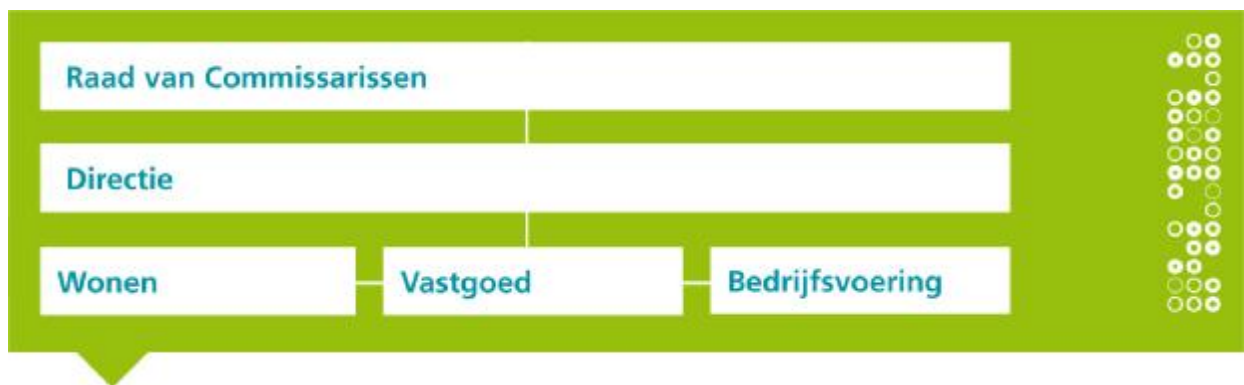 Raad van Commissarissen
Directie
Wonen
Vastgoed
Bedrijfsvoering